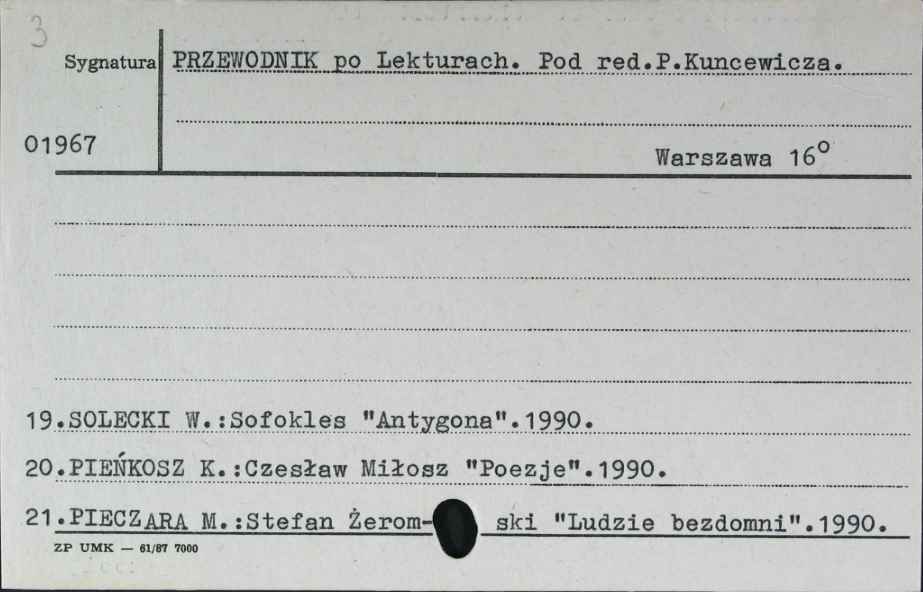 3
Sygnatura PRZEWODNIK po Lekturach. Pod red.P.Kuncewicza.
01967
Warszawa 16°
19.SOLECKI W.:Sofokles "Antygona".1990.
20.PIEŃKOSZ K.:Czesław Miłosz "Poezje".1990.
21.PIECZARA M.:Stefan Żerom- ski "Ludzie bezdomni".1990.
ZP UMK — 61/87 7000